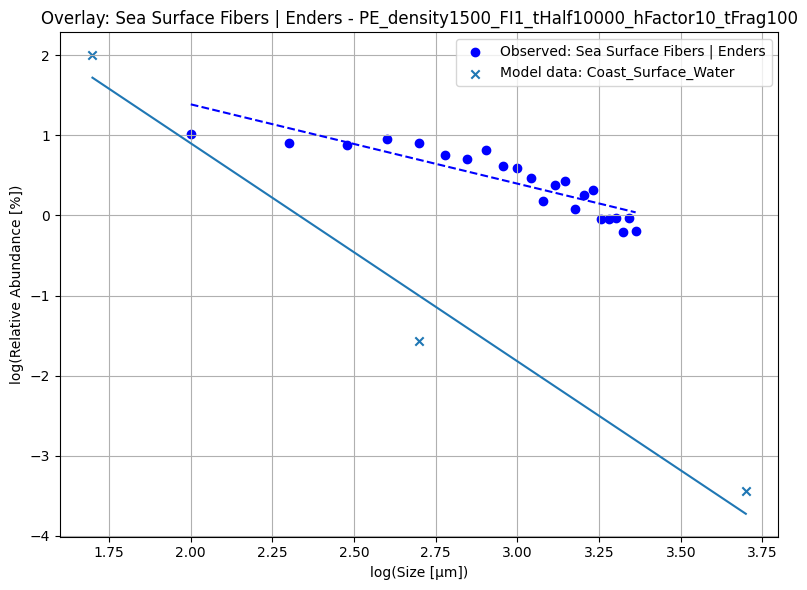 Overlay: Sea Surface Fibers | Enders - PE_density1500_FI1_tHalf10000_hFactor10_tFrag100
Observed: Sea Surface Fibers | Enders
Model data: Coast_Surface_Water
log(Relative Abundance [%])
2
1
0
−1
−2
−3
−4
1.75 2.00 2.25 2.50 2.75 3.00 3.25 3.50 3.75
log(Size [μm])